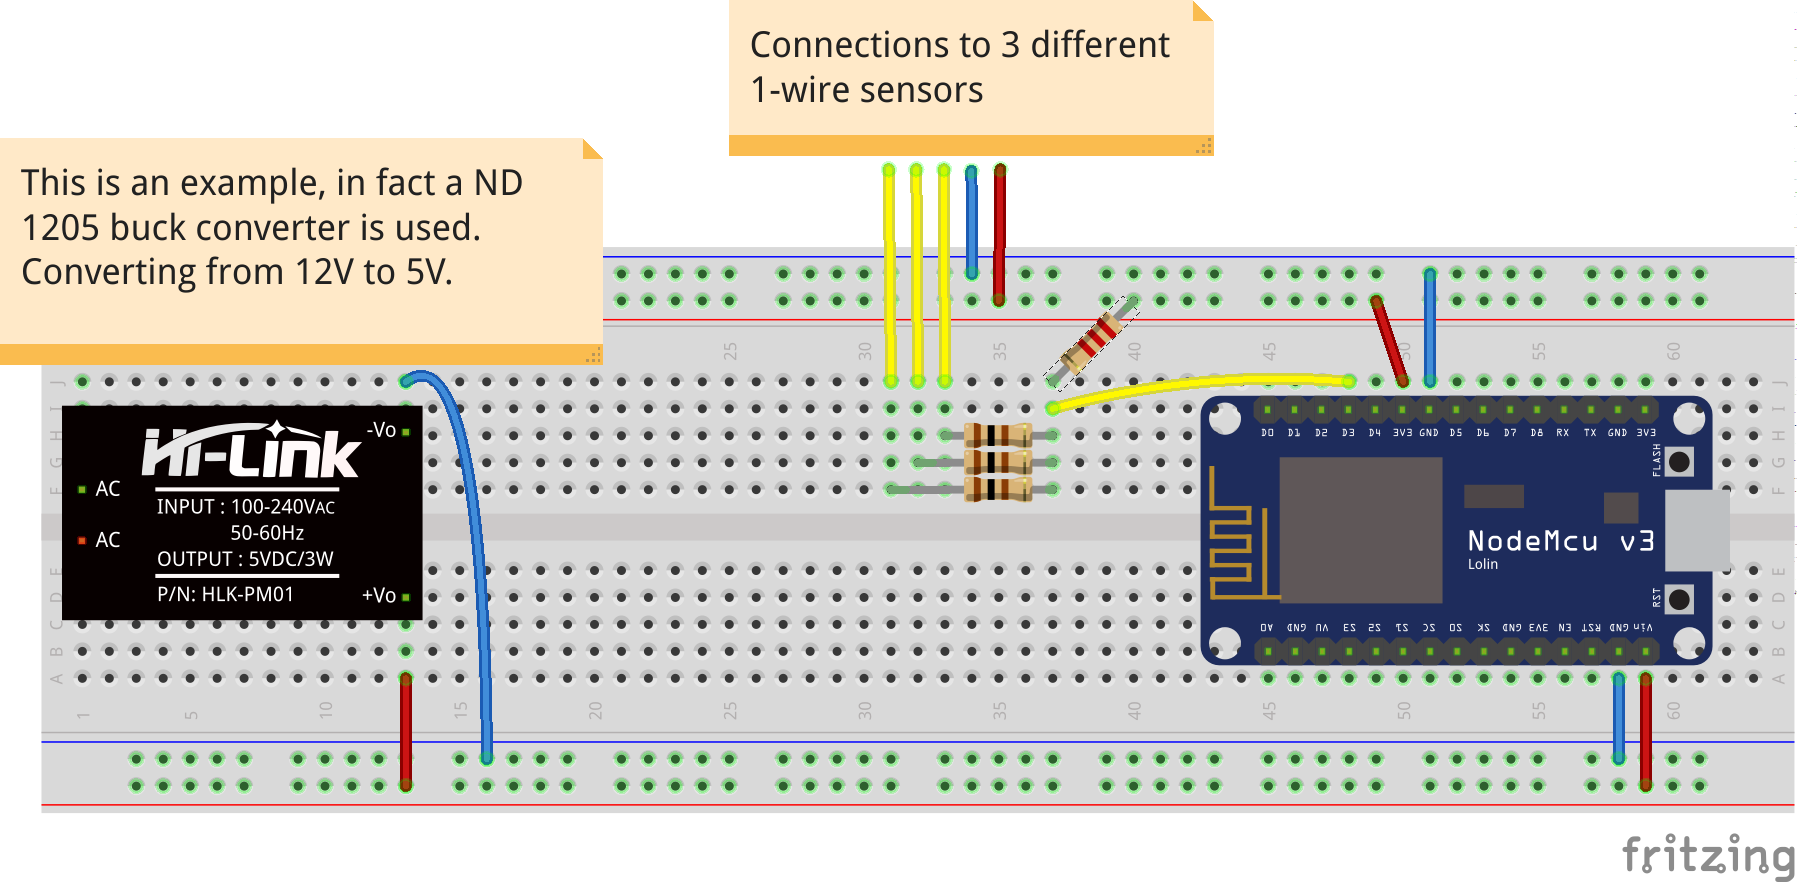 Connections to 3 different
1-wire sensors
This is an example, in fact a ND
1205 buck converter is used.
Converting from 12V to 5V.
25 30 35 40 45 50 55 60
J J
I
H H
G G
F F
Hi-Link
-Vo
AC
AC
INPUT : 100-240VAC
50-60Hz
OUTPUT : 5VDC/3W
P/N: HLK-PM01
+Vo
D0 D1 D2 D3 D4 3V3 GND D5 D6 D7 D8 RX TX GND 3V3
FLASH
NodeMcu v3
Lolin
RST
A0 GND VU S3 S2 S1 SC SO SK GND 3V3 EN RST GND Vin
E E
D D
C C
B B
A A
1 5 10 15 20 25 30 35 40 45 50 55 60
fritzing